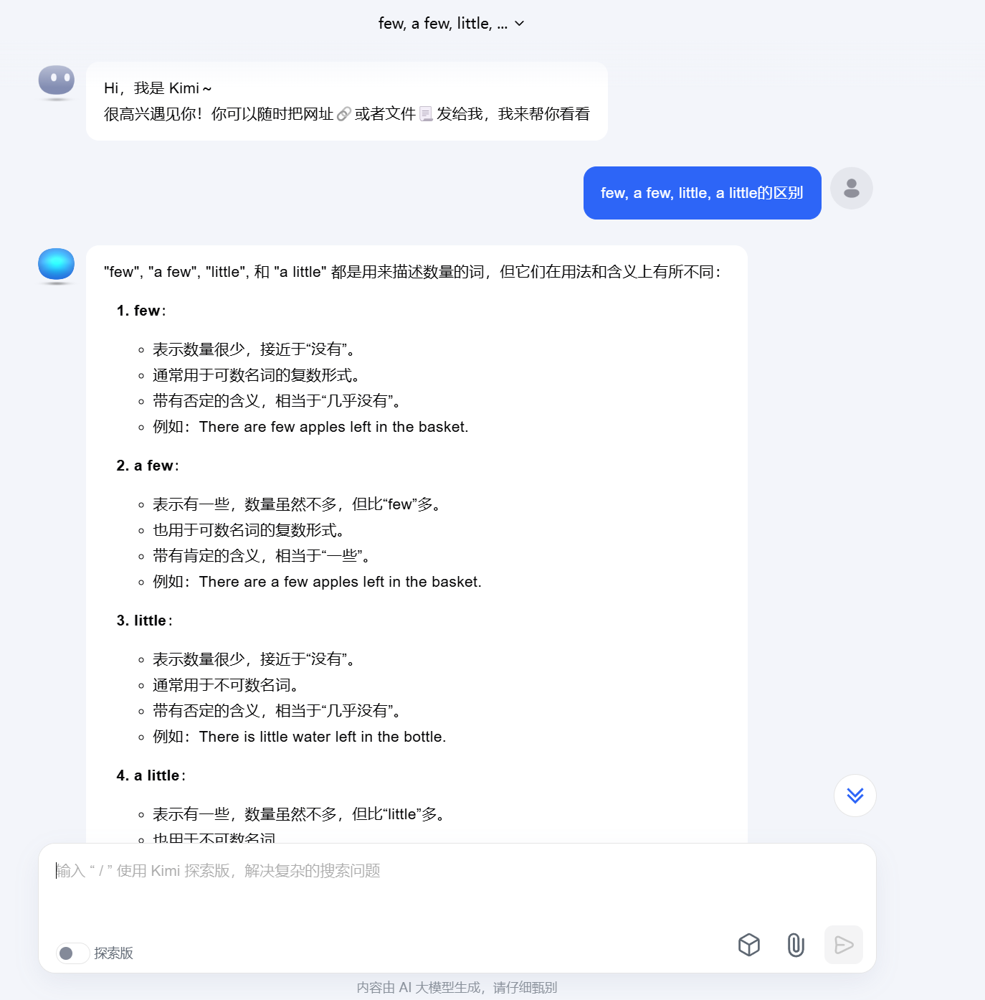 few, a few, little, ...
Hi，我是 Kimi～
很高兴遇见你！你可以随时把网址🔗或者文件📃发给我，我来帮你看看
few, a few, little, a little的区别
"few", "a few", "little", 和 "a little" 都是用来描述数量的词，但它们在用法和含义上有所不同：
1. few：
◦ 表示数量很少，接近于“没有”。
◦ 通常用于可数名词的复数形式。
◦ 带有否定的含义，相当于“几乎没有”。
◦ 例如：There are few apples left in the basket.
2. a few：
◦ 表示有一些，数量虽然不多，但比“few”多。
◦ 也用于可数名词的复数形式。
◦ 带有肯定的含义，相当于“一些”。
◦ 例如：There are a few apples left in the basket.
3. little：
◦ 表示数量很少，接近于“没有”。
◦ 通常用于不可数名词。
◦ 带有否定的含义，相当于“几乎没有”。
◦ 例如：There is little water left in the bottle.
4. a little：
◦ 表示有一些，数量虽然不多，但比“little”多。
◦ 也用于不可数名词
输入 “ / ” 使用 Kimi 探索版，解决复杂的搜索问题
探索版
内容由 AI 大模型生成，请仔细甄别